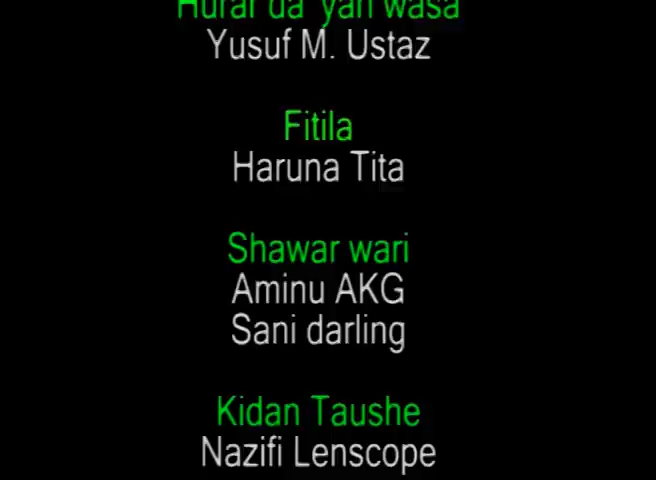 Hurar da 'yan wasa
Yusuf M. Ustaz
Fitila
Haruna Tita
Shawar wari
Aminu AKG
Sani darling
Kidan Taushe
Nazifi Lenscope